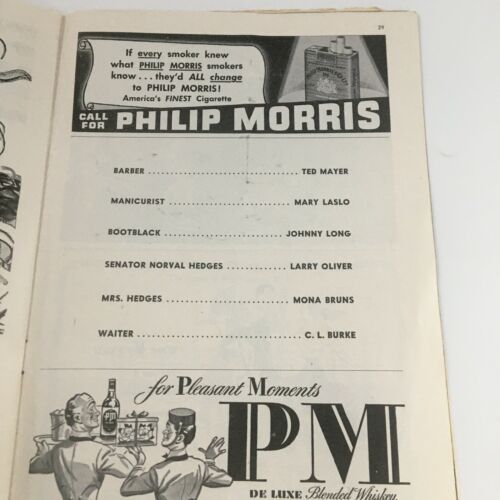 29
If every smoker knew
what PHILIP MORRIS smokers
know . . . they'd ALL change
to PHILIP MORRIS!
America's FINEST Cigarette
CALL FOR PHILIP MORRIS
BARBER ........................................ TED MAYER
MANICURIST .................................. MARY LASLO
BOOTBLACK ................................ JOHNNY LONG
SENATOR NORVAL HEDGES .............. LARRY OLIVER
MRS. HEDGES ............................... MONA BRUNS
WAITER ..................................... C. L. BURKE
for Pleasant Moments
PM
DE LUXE Blended Whiskey